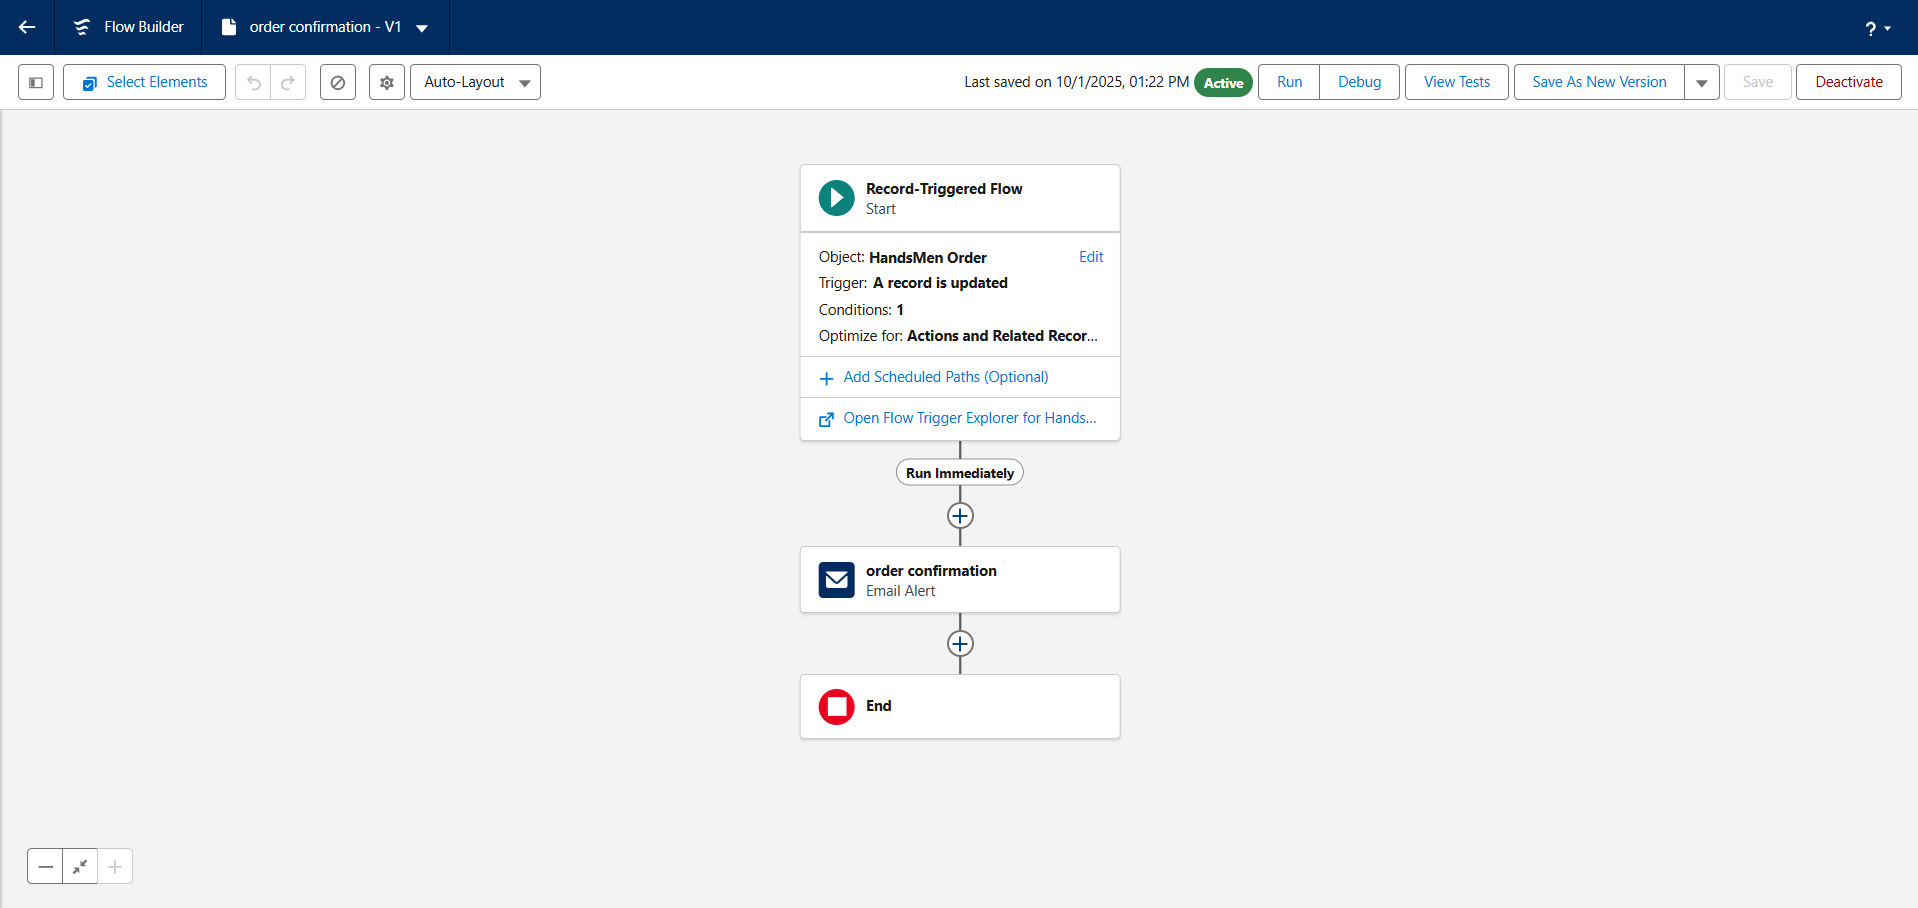 Flow Builder
order confirmation - V1
?
Select Elements
Auto-Layout
Last saved on 10/1/2025, 01:22 PM
Active
Run
Debug
View Tests
Save As New Version
Save
Deactivate
Record-Triggered Flow
Start
Object: HandsMen Order
Edit
Trigger: A record is updated
Conditions: 1
Optimize for: Actions and Related Recor...
Add Scheduled Paths (Optional)
Open Flow Trigger Explorer for Hands...
Run Immediately
order confirmation
Email Alert
End